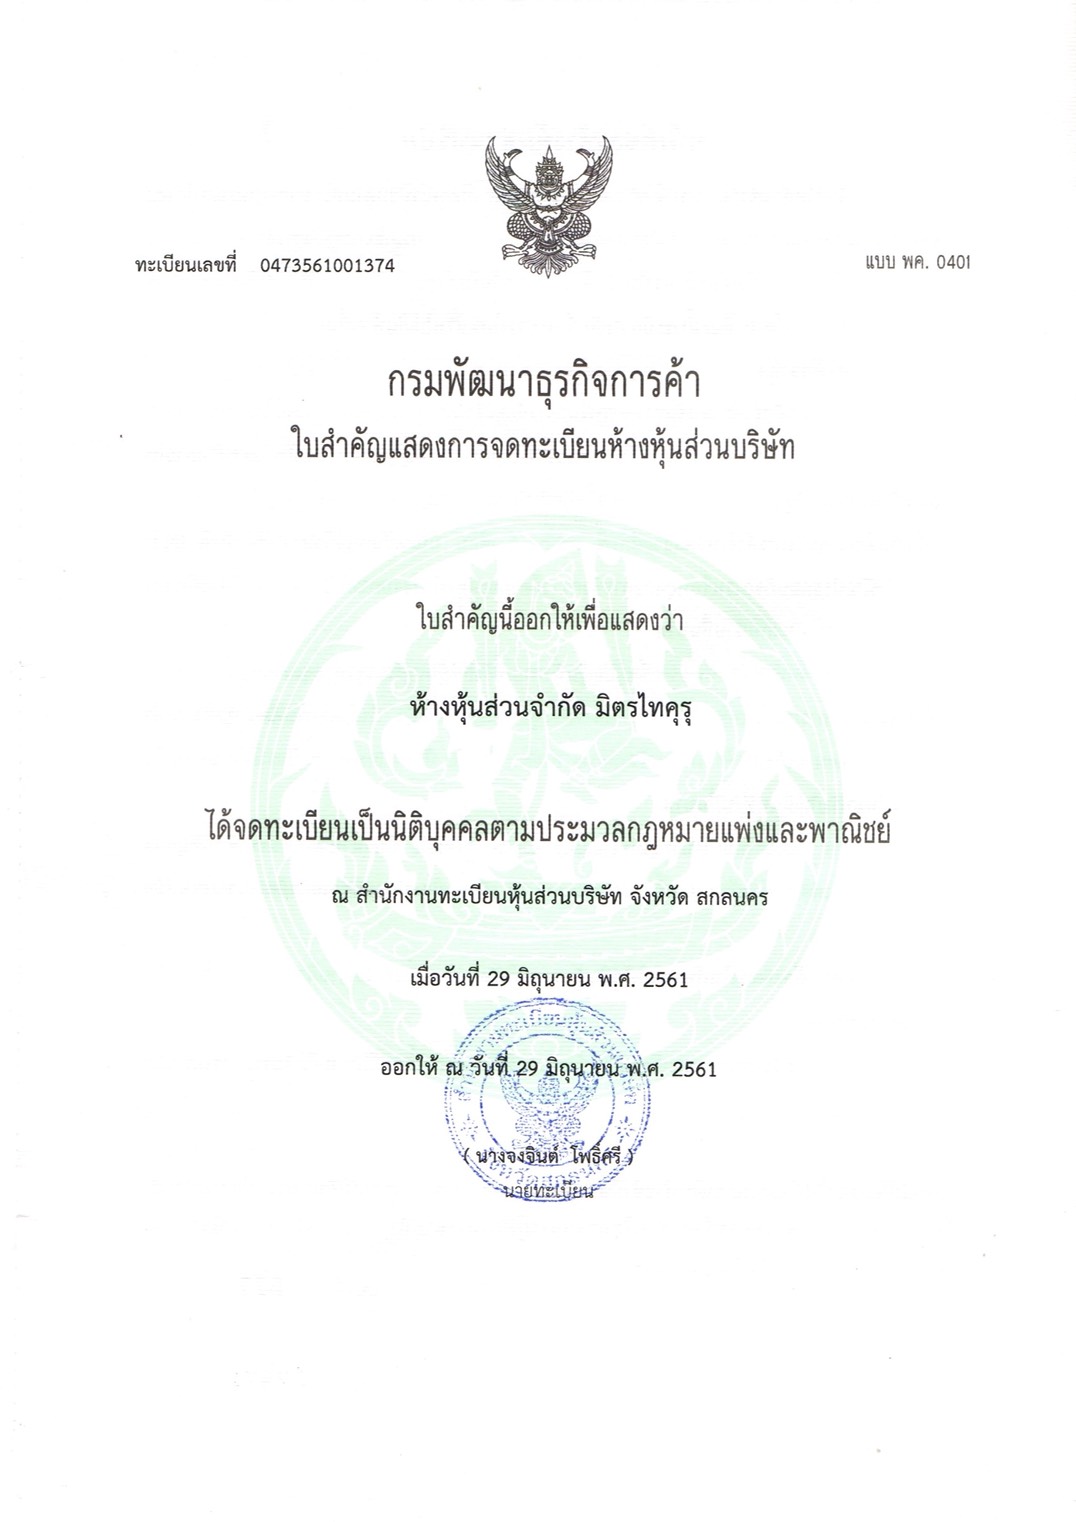 ทะเบียนเลขที่ 0473561001374
แบบ พค. 0401
กรมพัฒนาธุรกิจการค้า
ใบสำคัญแสดงการจดทะเบียนห้างหุ้นส่วนบริษัท
ใบสำคัญนี้ออกให้เพื่อแสดงว่า
ห้างหุ้นส่วนจำกัด มิตรไทคุรุ
ได้จดทะเบียนเป็นนิติบุคคลตามประมวลกฎหมายแพ่งและพาณิชย์
ณ สำนักงานทะเบียนหุ้นส่วนบริษัท จังหวัด สกลนคร
เมื่อวันที่ 29 มิถุนายน พ.ศ. 2561
ออกให้ ณ วันที่ 29 มิถุนายน พ.ศ. 2561
( นางจงจินต์ โพธิ์ศรี )
นายทะเบียน